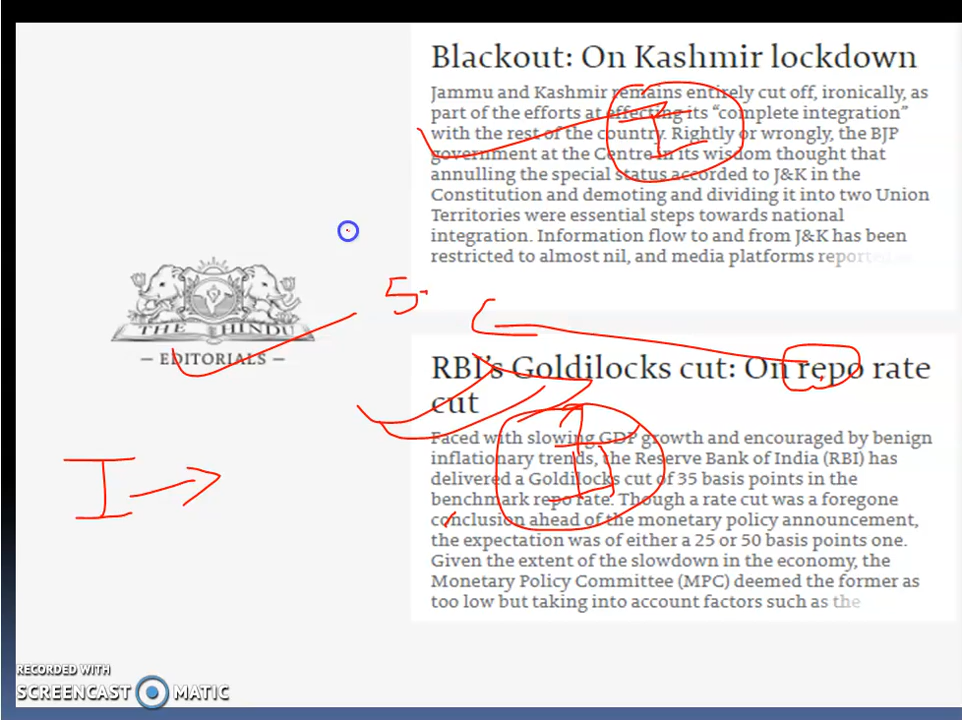 Blackout: On Kashmir lockdown
Jammu and Kashmir remains entirely cut off, ironically, as
part of the efforts at effecting its “complete integration”
with the rest of the country. Rightly or wrongly, the BJP
government at the Centre in its wisdom thought that
annulling the special status accorded to J&K in the
Constitution and demoting and dividing it into two Union
Territories were essential steps towards national
integration. Information flow to and from J&K has been
restricted to almost nil, and media platforms reported
I
5
THE HINDU
— EDITORIALS —
RBI’s Goldilocks cut: On repo rate
cut
Faced with slowing GDP growth and encouraged by benign
inflationary trends, the Reserve Bank of India (RBI) has
delivered a Goldilocks cut of 35 basis points in the
benchmark repo rate. Though a rate cut was a foregone
conclusion ahead of the monetary policy announcement,
the expectation was of either a 25 or 50 basis points one.
Given the extent of the slowdown in the economy, the
Monetary Policy Committee (MPC) deemed the former as
too low but taking into account factors such as the
I
RECORDED WITH
SCREENCAST MATIC